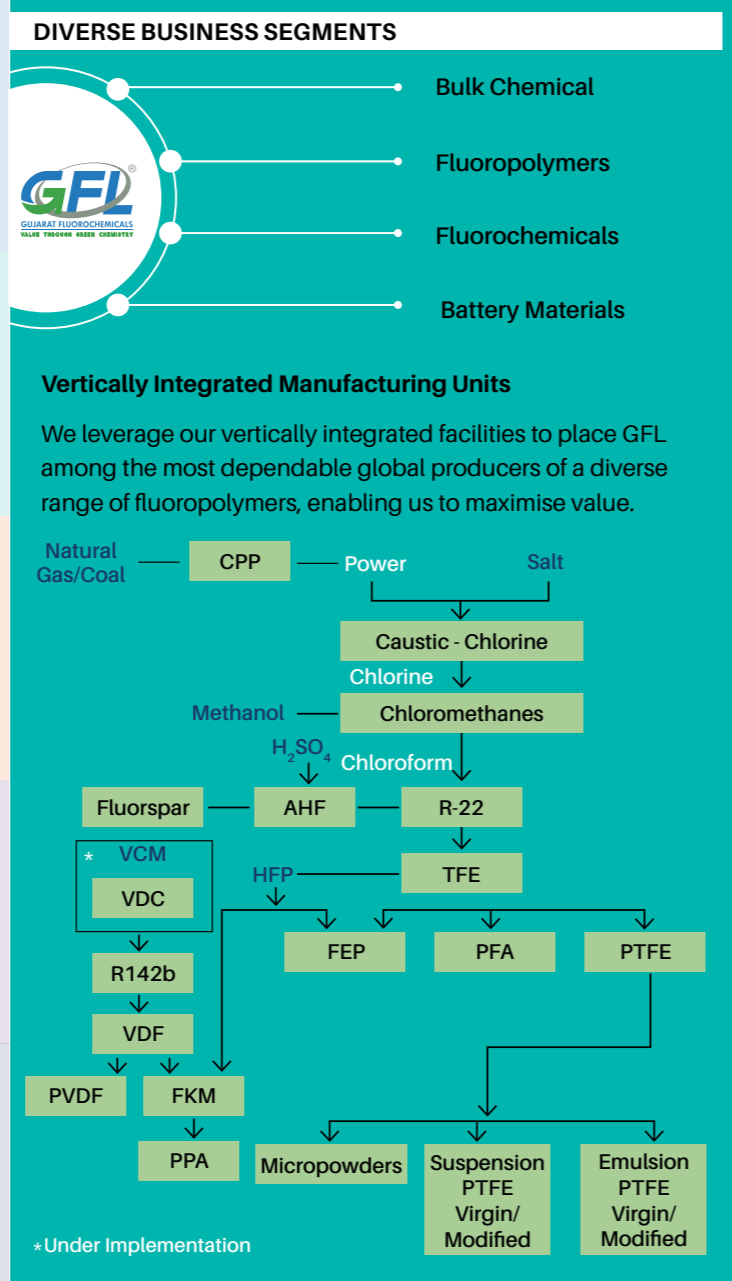 DIVERSE BUSINESS SEGMENTS
Bulk Chemical
Fluoropolymers
Fluorochemicals
Battery Materials
GFL®
GUJARAT FLUOROCHEMICALS
VALUE THROUGH GREEN CHEMISTRY
Vertically Integrated Manufacturing Units
We leverage our vertically integrated facilities to place GFL
among the most dependable global producers of a diverse
range of fluoropolymers, enabling us to maximise value.
Natural
Gas/Coal
CPP
Power
Salt
Caustic - Chlorine
Chlorine
Methanol
Chloromethanes
H₂SO₄
Chloroform
Fluorspar
AHF
R-22
* VCM
VDC
HFP
TFE
FEP
PFA
PTFE
R142b
VDF
PVDF
FKM
PPA
Micropowders
Suspension
PTFE
Virgin/
Modified
Emulsion
PTFE
Virgin/
Modified
*Under Implementation